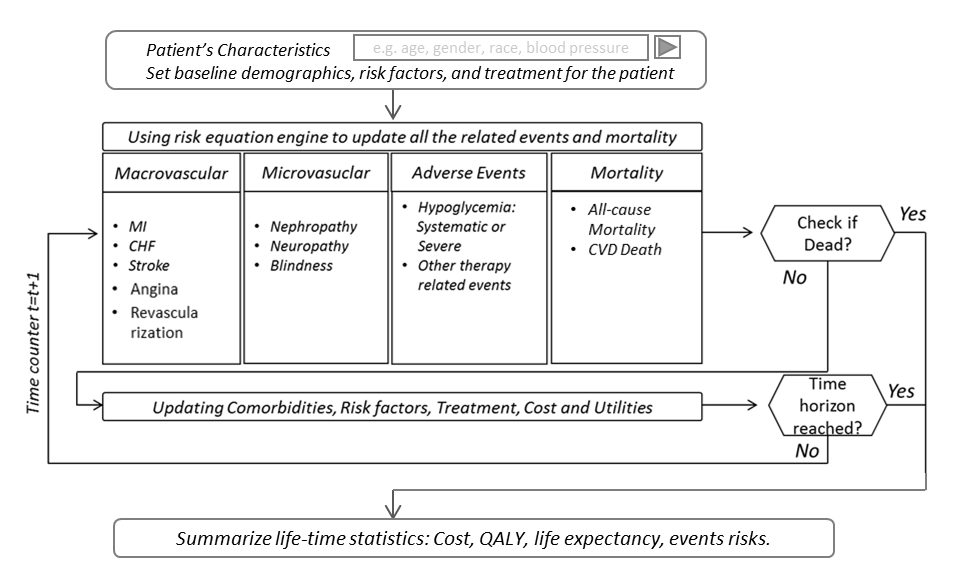 Patient's Characteristics e.g. age, gender, race, blood pressure
Set baseline demographics, risk factors, and treatment for the patient
Using risk equation engine to update all the related events and mortality
Macrovascular
• MI
• CHF
• Stroke
• Angina
• Revascula
rization
Microvasuclar
• Nephropathy
• Neuropathy
• Blindness
Adverse Events
• Hypoglycemia:
Systematic or
Severe
• Other therapy
related events
Mortality
• All-cause
Mortality
• CVD Death
Check if
Dead?
Yes
No
Time counter t=t+1
Updating Comorbidities, Risk factors, Treatment, Cost and Utilities
Time
horizon
reached?
Yes
No
Summarize life-time statistics: Cost, QALY, life expectancy, events risks.